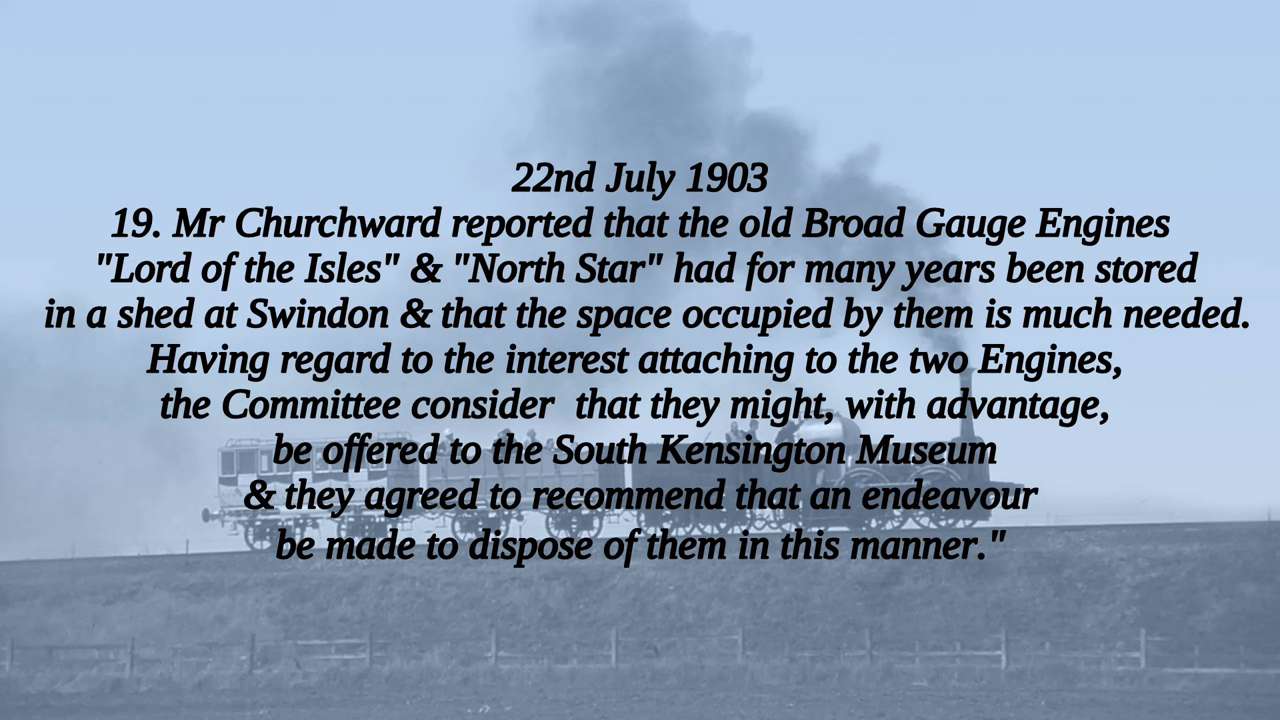 22nd July 1903
19. Mr Churchward reported that the old Broad Gauge Engines
"Lord of the Isles" & "North Star" had for many years been stored
in a shed at Swindon & that the space occupied by them is much needed.
Having regard to the interest attaching to the two Engines,
the Committee consider  that they might, with advantage,
be offered to the South Kensington Museum
& they agreed to recommend that an endeavour
be made to dispose of them in this manner."